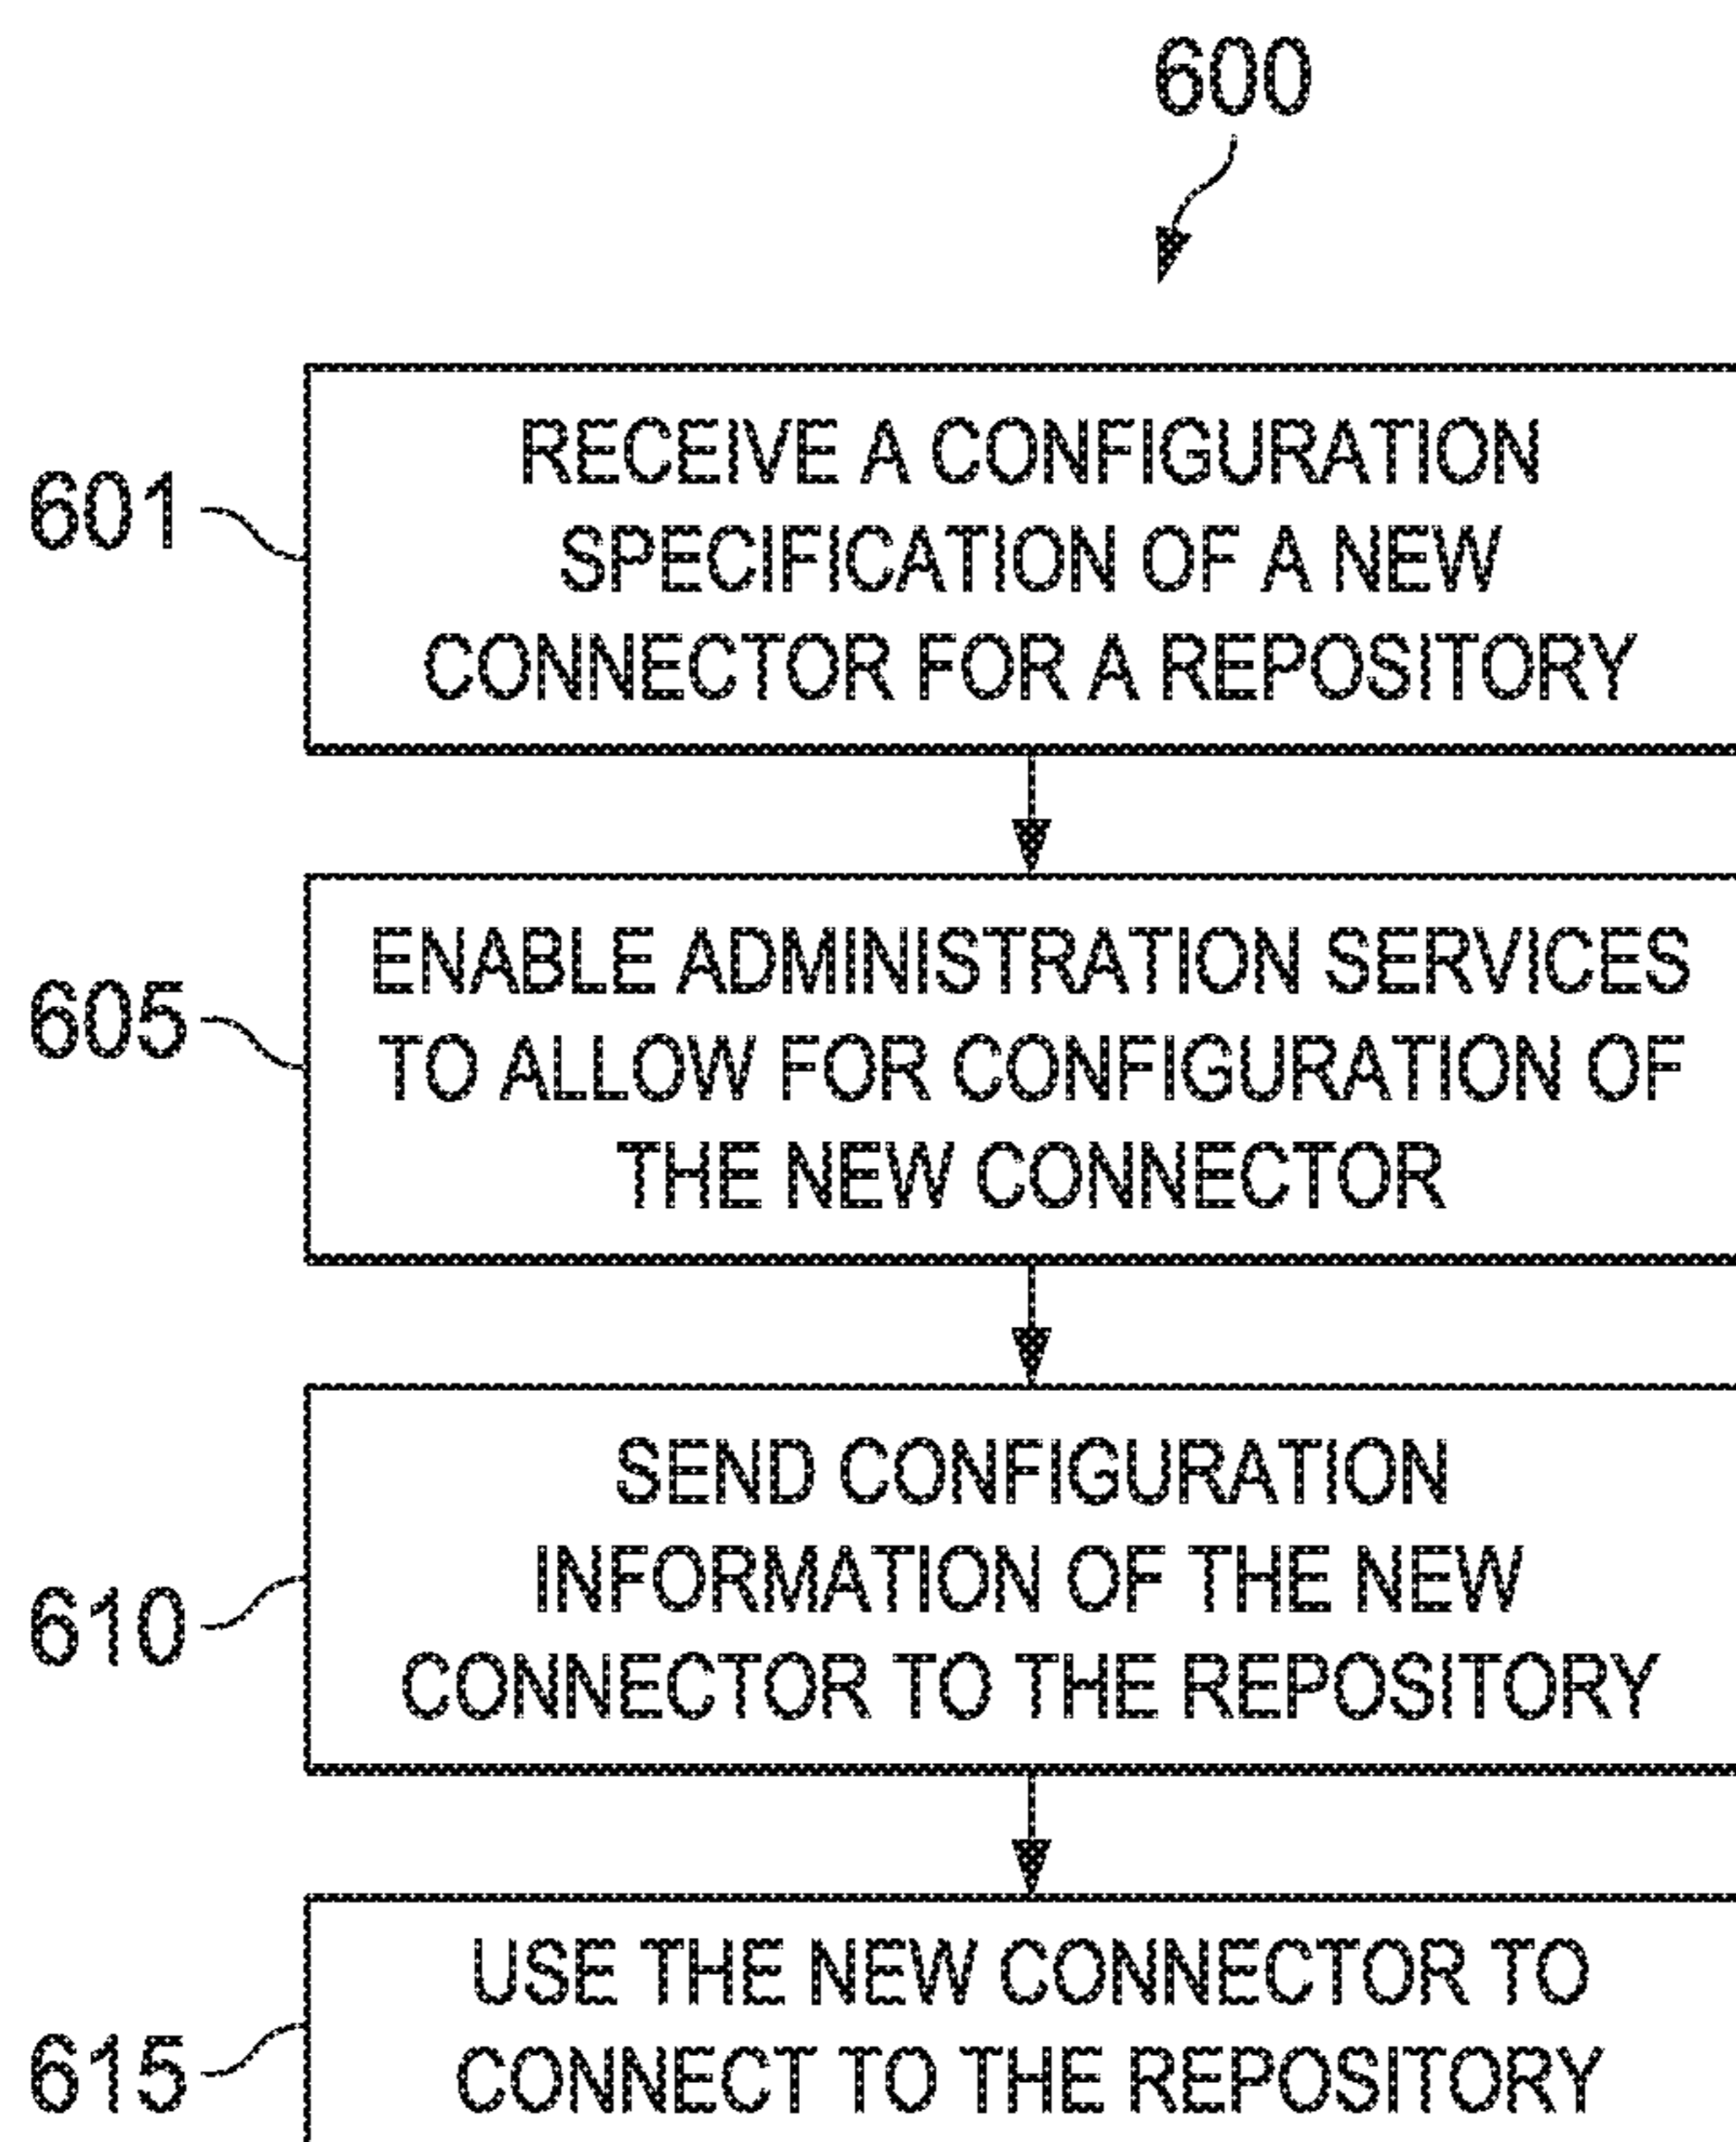 600
601
RECEIVE A CONFIGURATION
SPECIFICATION OF A NEW
CONNECTOR FOR A REPOSITORY
605
ENABLE ADMINISTRATION SERVICES
TO ALLOW FOR CONFIGURATION OF
THE NEW CONNECTOR
610
SEND CONFIGURATION
INFORMATION OF THE NEW
CONNECTOR TO THE REPOSITORY
615
USE THE NEW CONNECTOR TO
CONNECT TO THE REPOSITORY